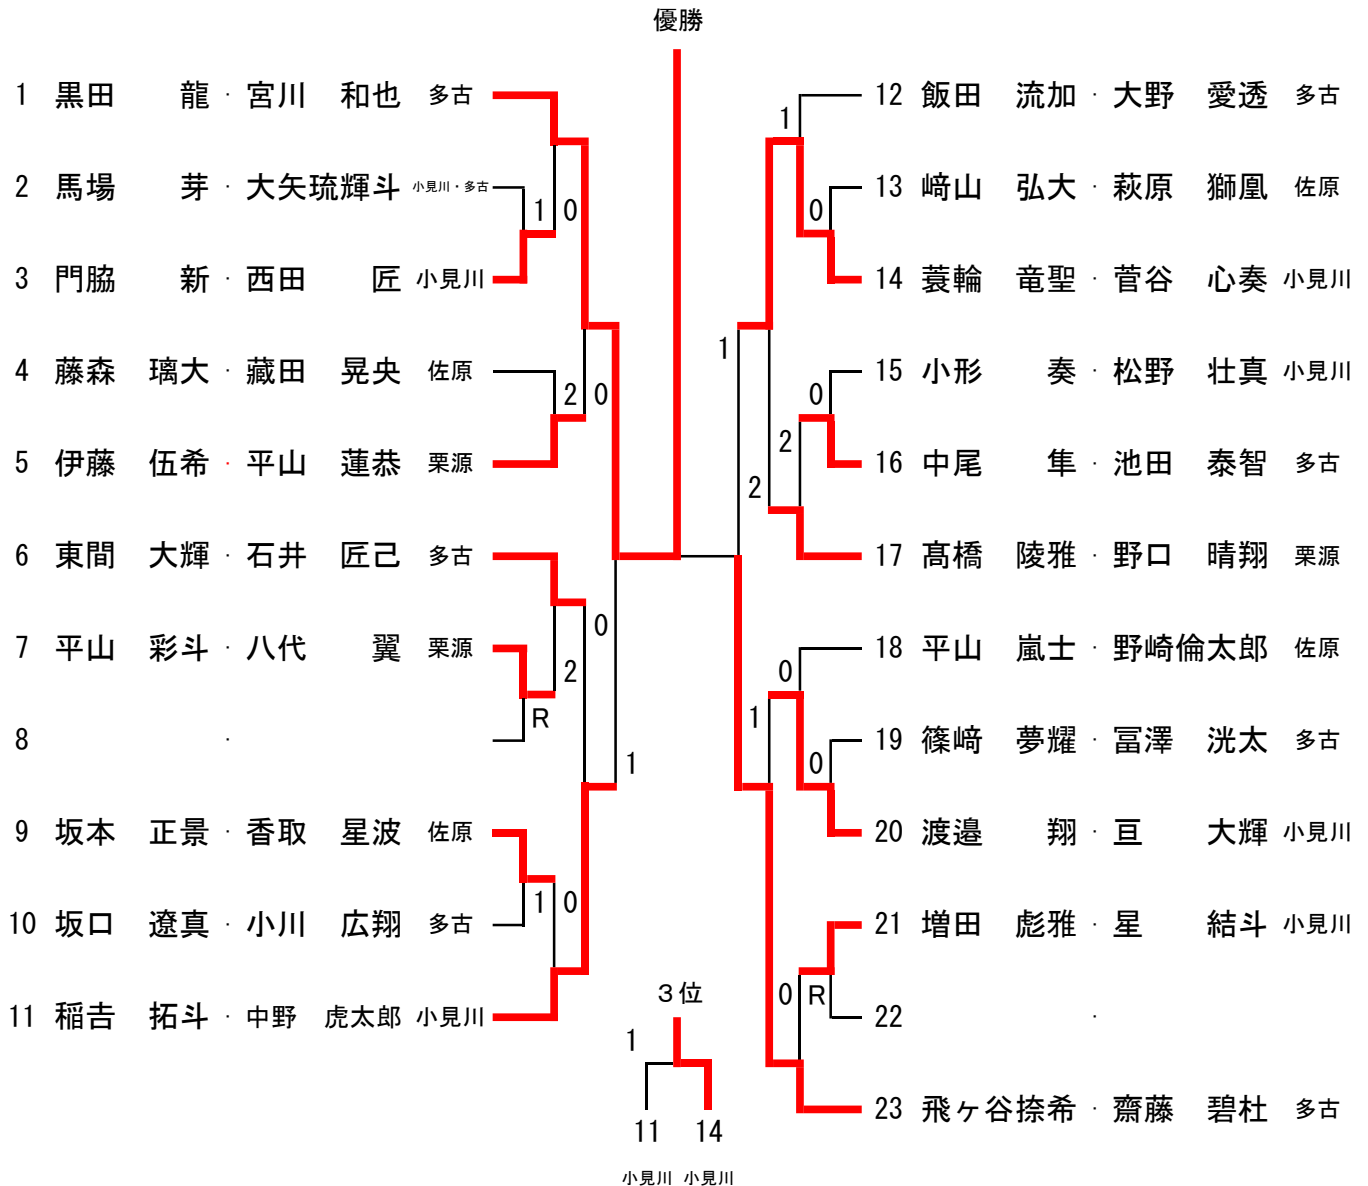 優勝
1 黒田 龍 · 宮川 和也 多古
2 馬場 芽 · 大矢琉輝斗 小見川・多古
3 門脇 新 · 西田 匠 小見川
4 藤森 璃大 · 藏田 晃央 佐原
5 伊藤 伍希 · 平山 蓮恭 栗源
6 東間 大輝 · 石井 匠己 多古
7 平山 彩斗 · 八代 翼 栗源
8 ·
9 坂本 正景 · 香取 星波 佐原
10 坂口 遼真 · 小川 広翔 多古
11 稲𠮷 拓斗 · 中野 虎太郎 小見川
1 0
2 0
0
2
R
1
1 0
12 飯田 流加 · 大野 愛透 多古
13 﨑山 弘大 · 萩原 獅凰 佐原
14 蓑輪 竜聖 · 菅谷 心奏 小見川
15 小形 奏 · 松野 壮真 小見川
16 中尾 隼 · 池田 泰智 多古
17 髙橋 陵雅 · 野口 晴翔 栗源
18 平山 嵐士 · 野崎倫太郎 佐原
19 篠﨑 夢耀 · 冨澤 洸太 多古
20 渡邉 翔 · 亘 大輝 小見川
21 増田 彪雅 · 星 結斗 小見川
22 ·
23 飛ヶ谷捺希 · 齋藤 碧杜 多古
1
0
1
0
2
2
0
1
0
0 R
３位
1
11 14
小見川 小見川